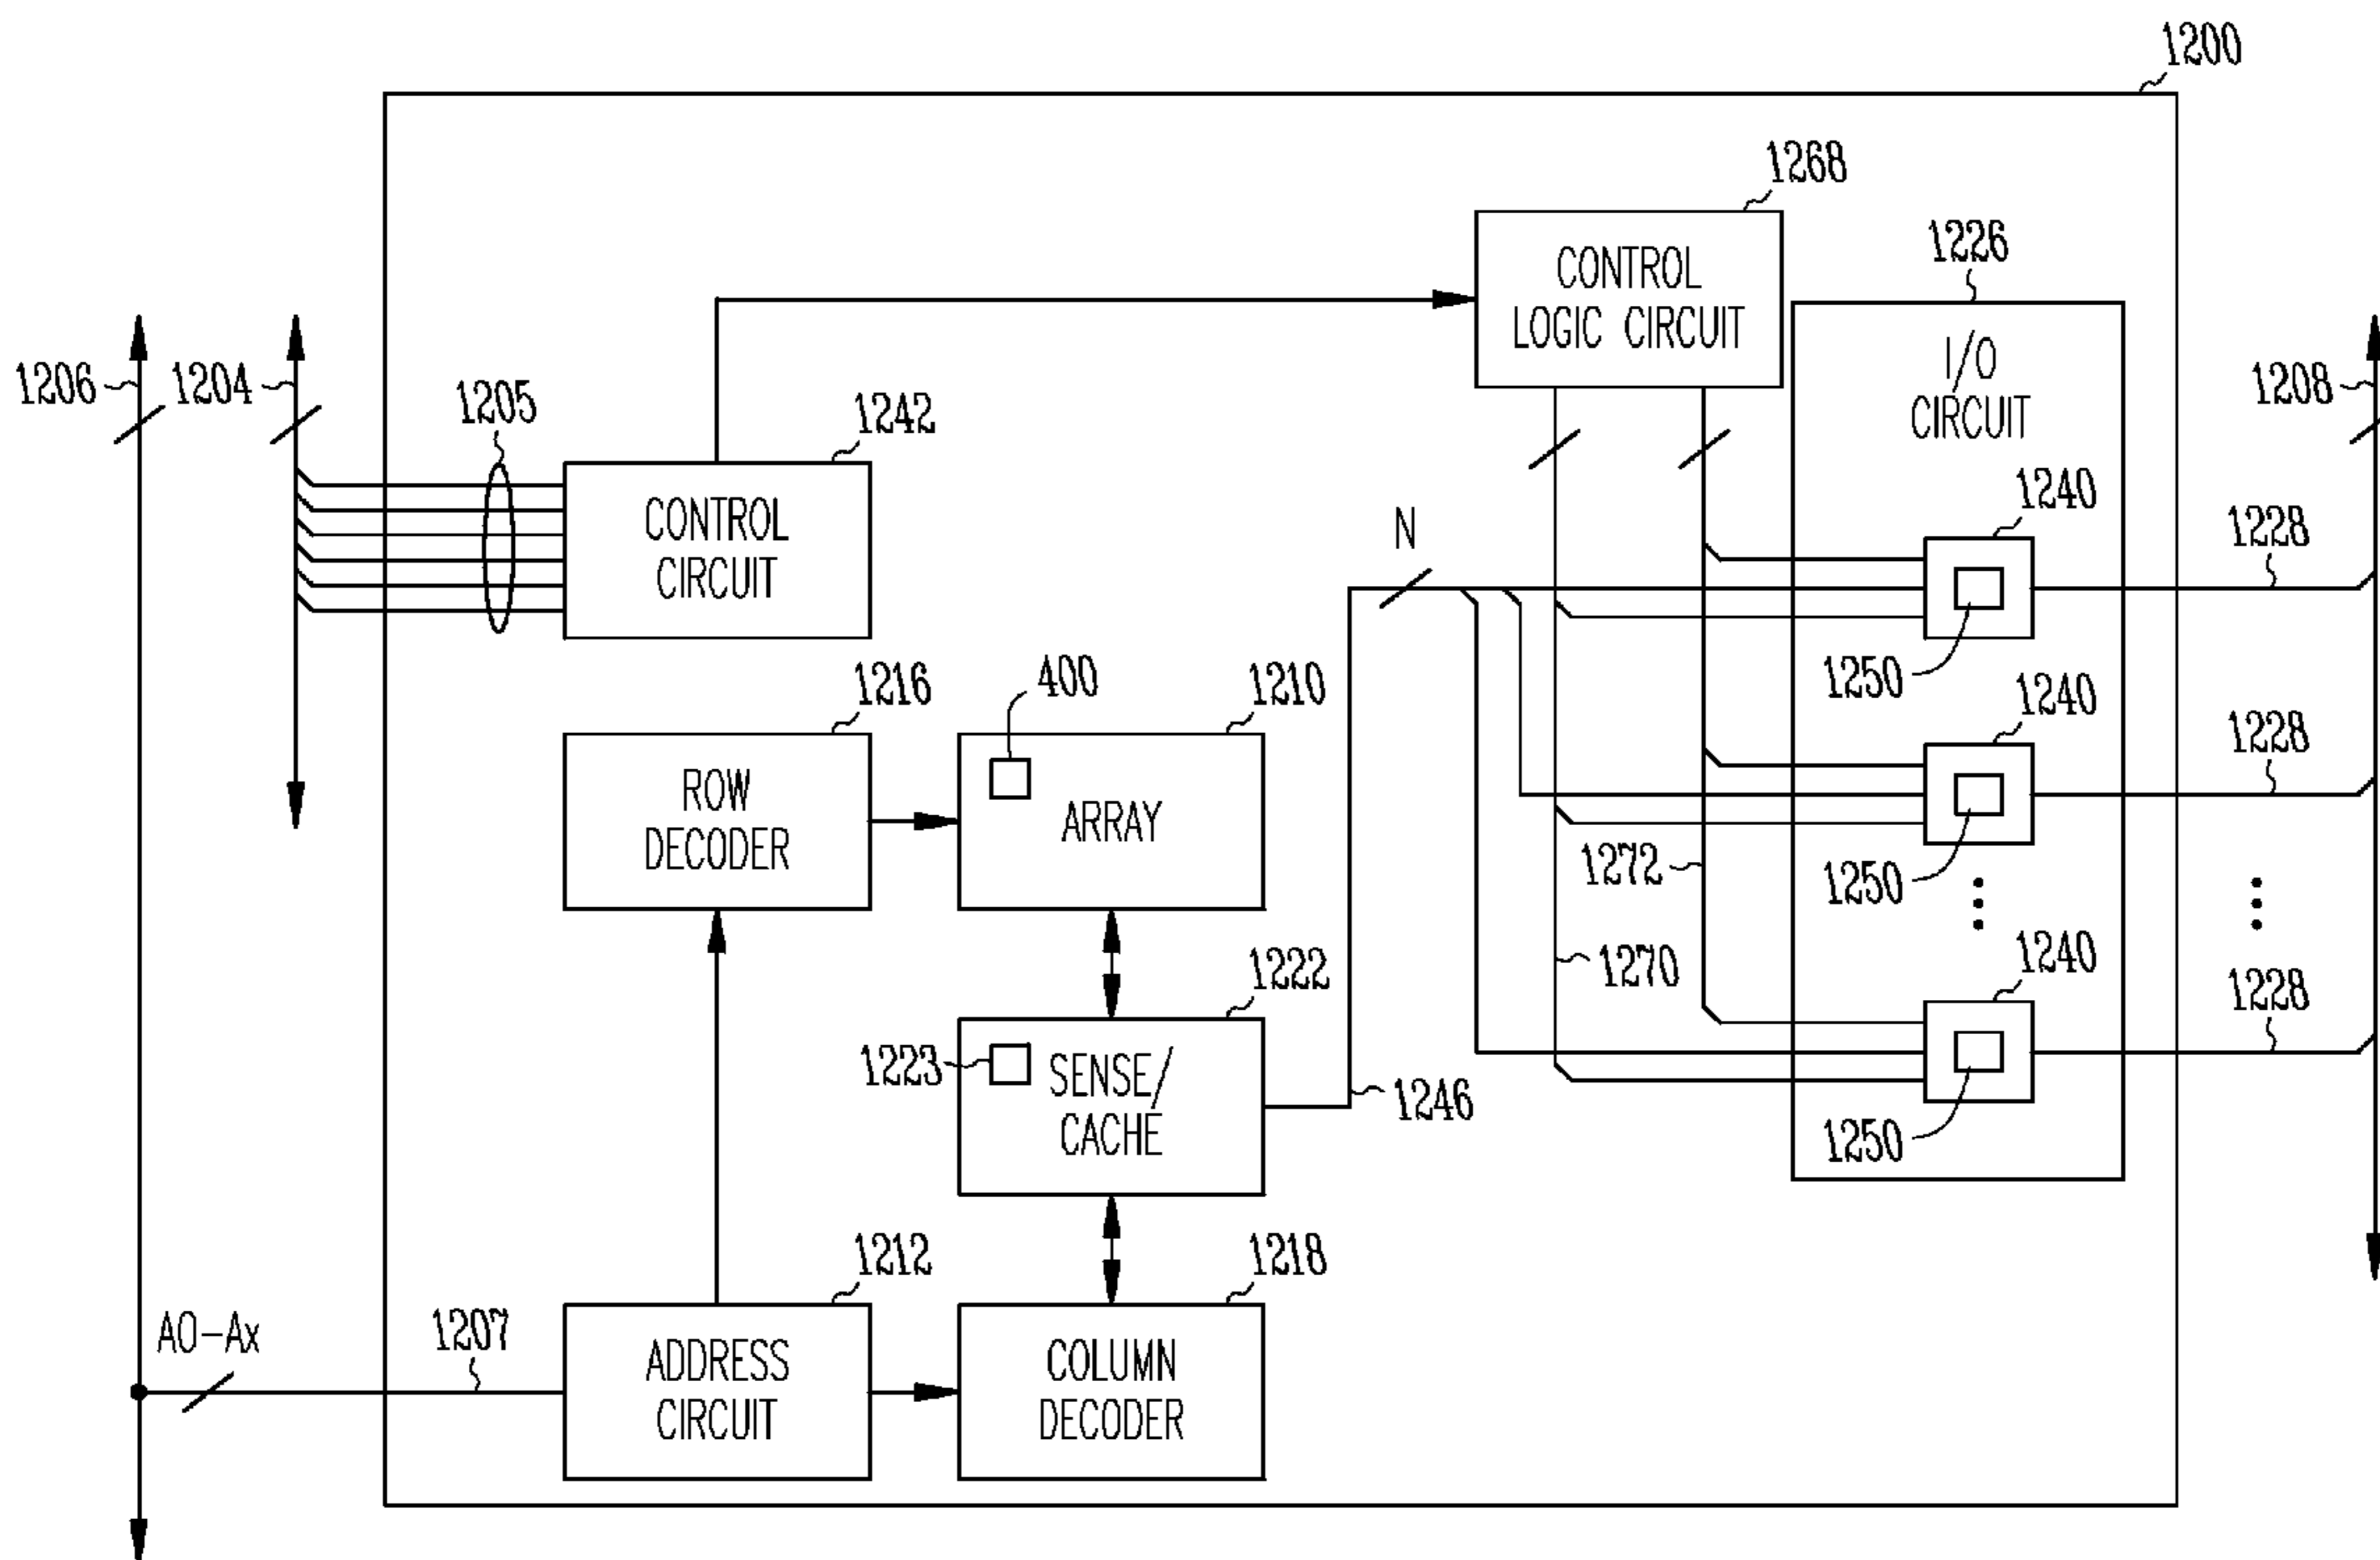 1200
1268
CONTROL
LOGIC CIRCUIT
1226
I/O
CIRCUIT
1206
1204
1205
1242
CONTROL
CIRCUIT
1208
N
1240
1228
1250
1216
ROW
DECODER
400
1210
ARRAY
1240
1228
1250
1272
1270
1222
1223
SENSE/
CACHE
1246
1240
1228
1250
1212
ADDRESS
CIRCUIT
1218
COLUMN
DECODER
A0-Ax
1207